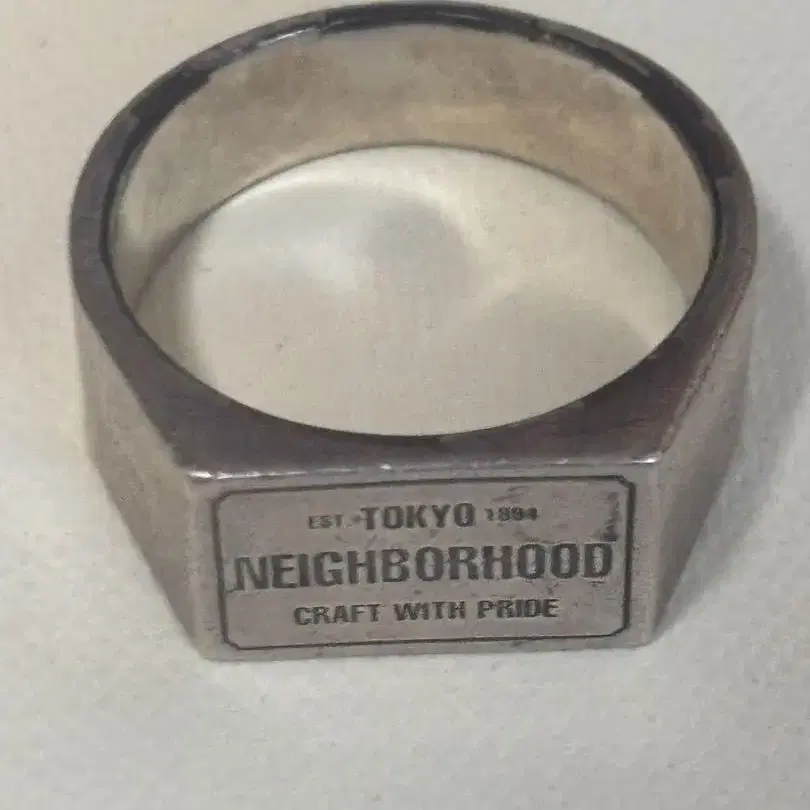 EST. TOKYO 1994
NEIGHBORHOOD
CRAFT WITH PRIDE